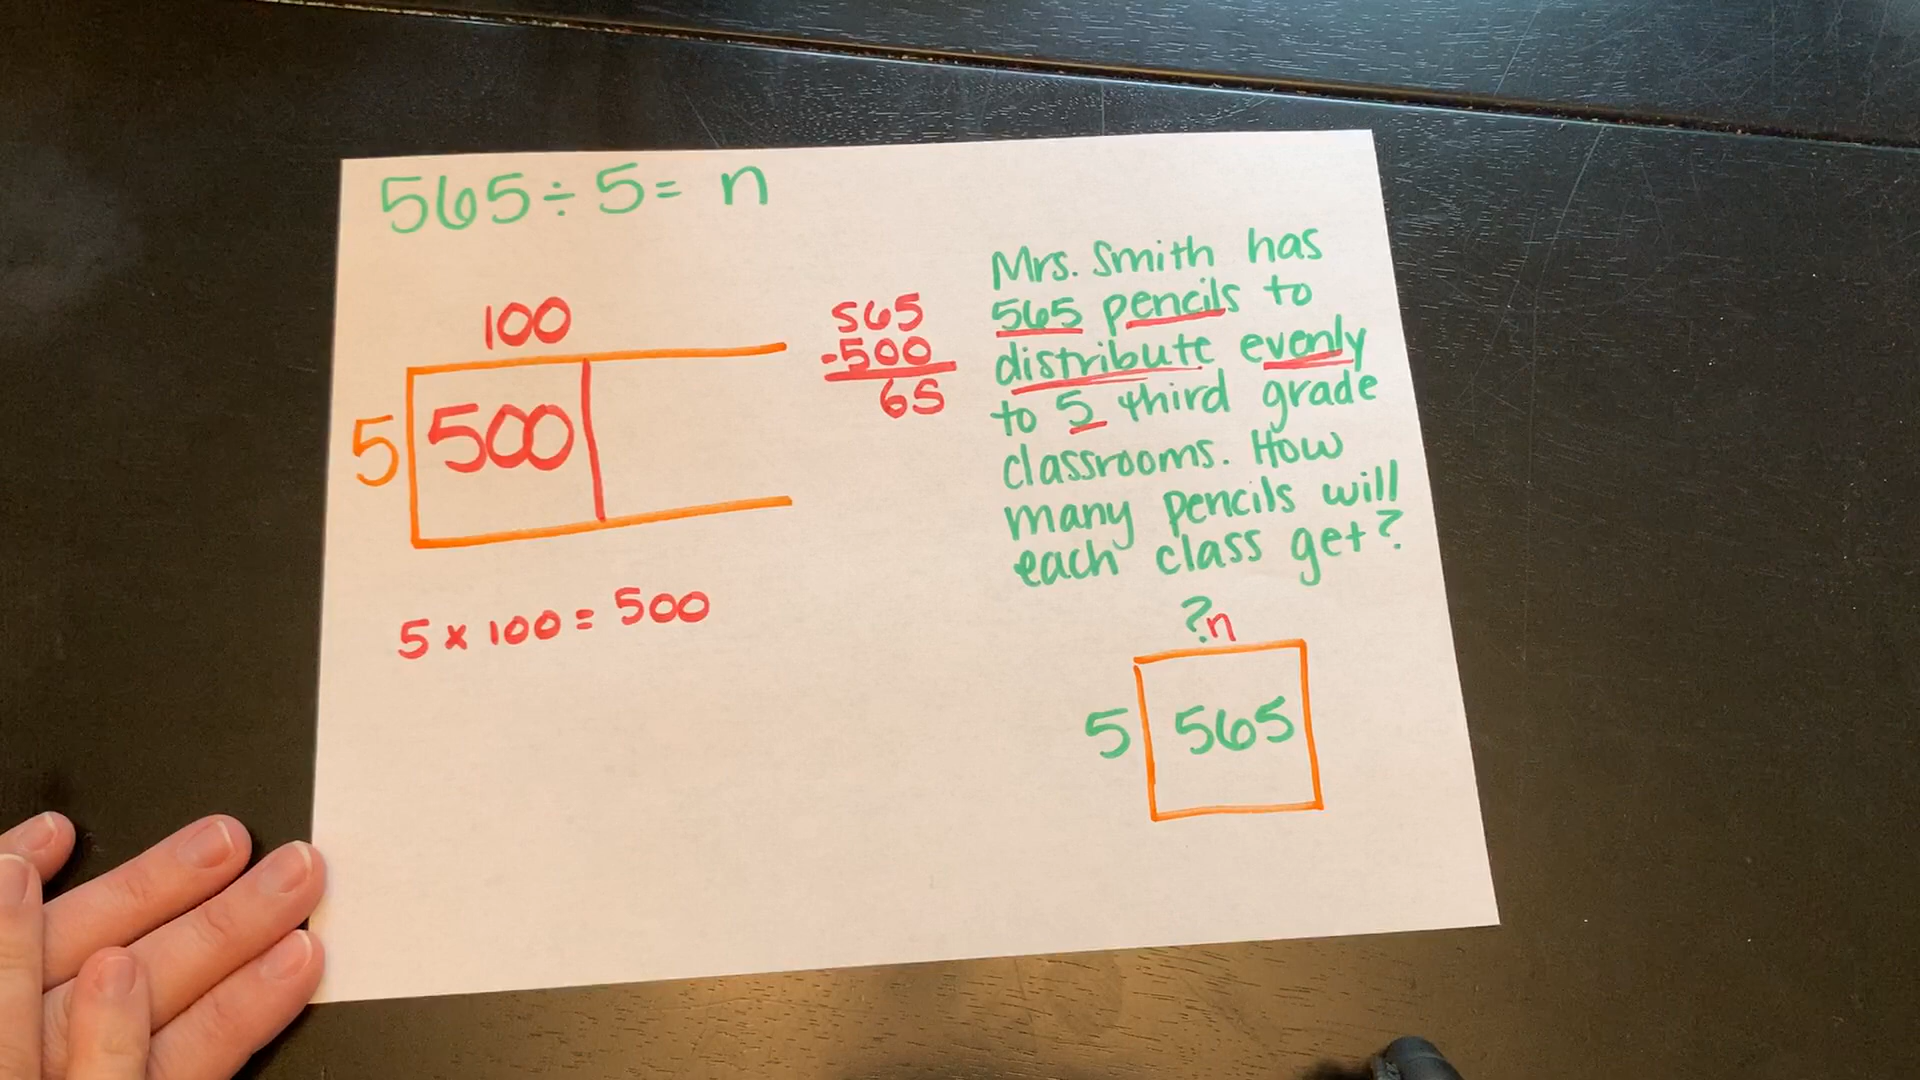 565 ÷ 5 = n
100
5
500
5 x 100 = 500
565
-500
65
Mrs. Smith has
565 pencils to
distribute evenly
to 5 third grade
classrooms. How
many pencils will
each class get?
?n
5
565